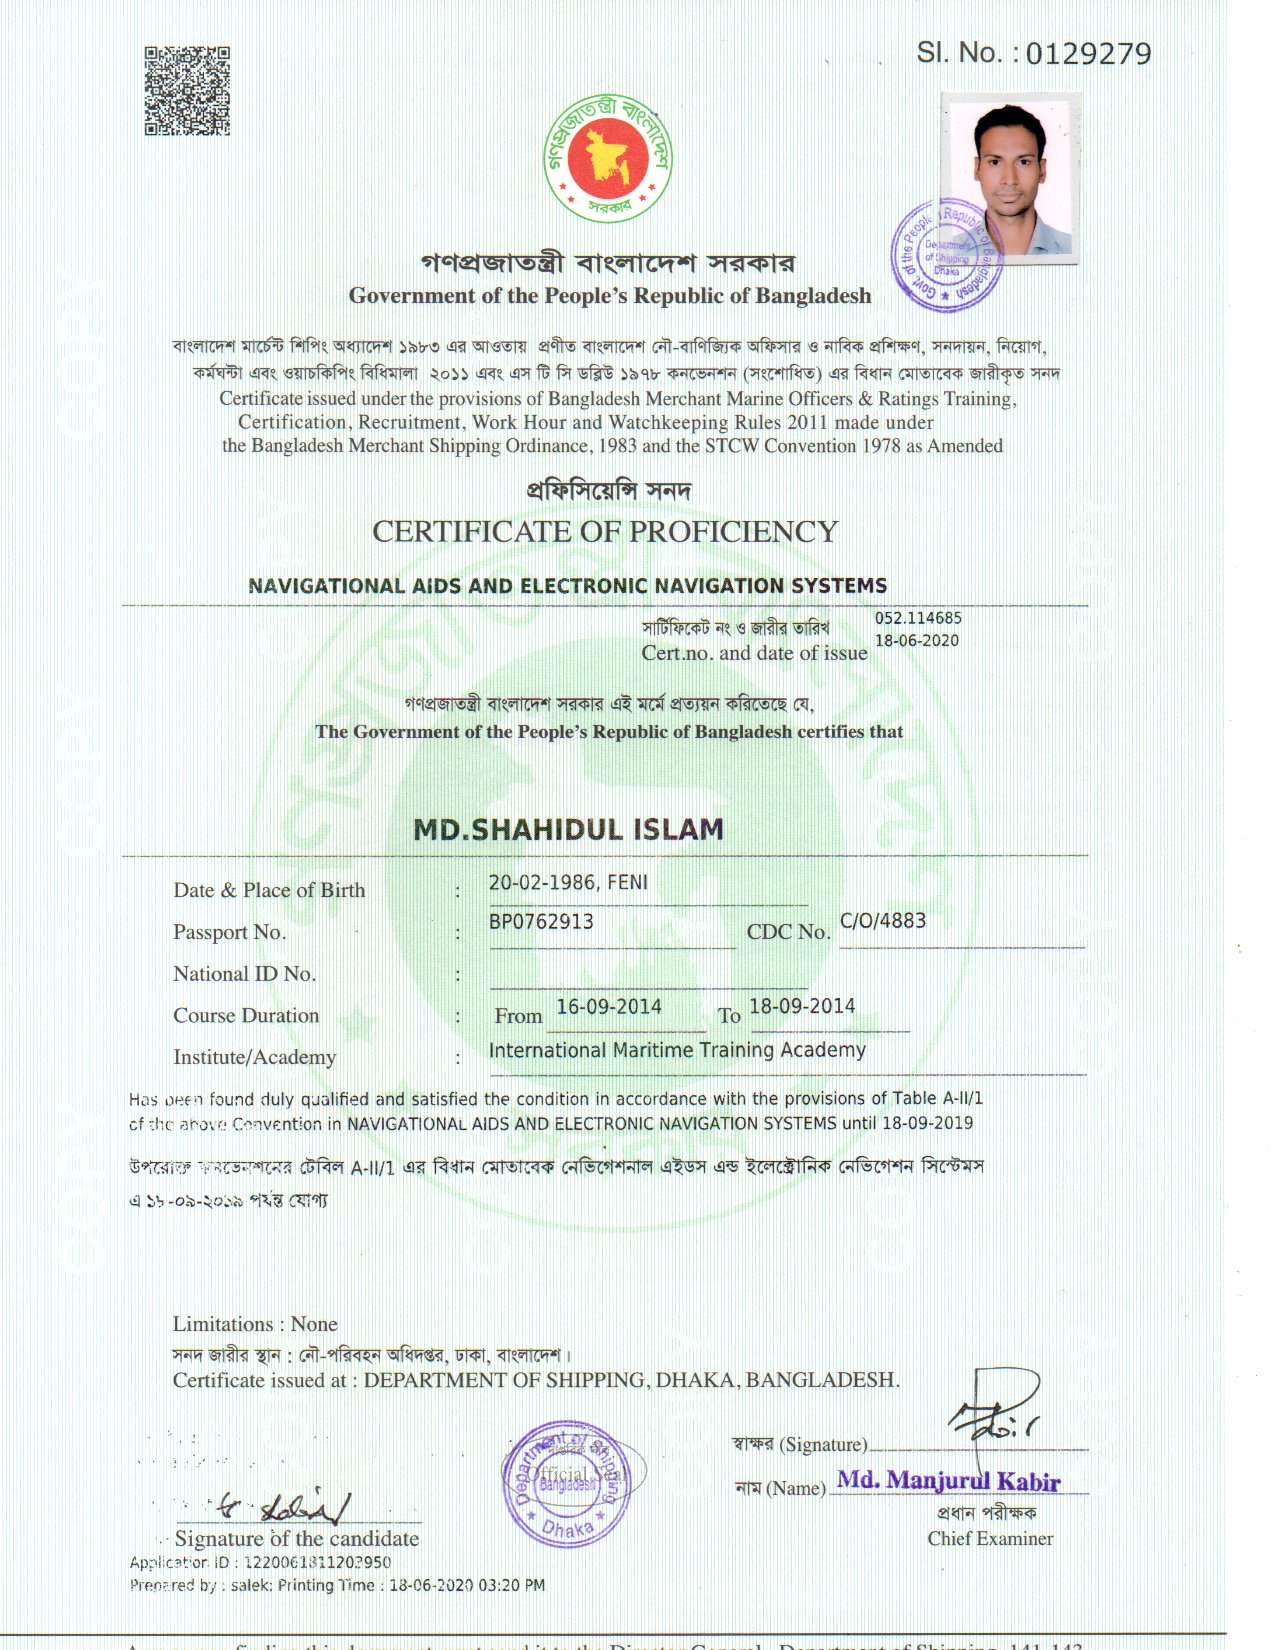 Sl. No. : 0129279
গণপ্রজাতন্ত্রী বাংলাদেশ
সরকার
Govt. of the People's Republic of Bangladesh
Department
of Shipping
Dhaka
গণপ্রজাতন্ত্রী বাংলাদেশ সরকার
Government of the People's Republic of Bangladesh
বাংলাদেশ মার্চেন্ট শিপিং অধ্যাদেশ ১৯৮৩ এর আওতায় প্রণীত বাংলাদেশ নৌ-বাণিজ্যিক অফিসার ও নাবিক প্রশিক্ষণ, সনদায়ন, নিয়োগ,
কর্মঘন্টা এবং ওয়াচকিপিং বিধিমালা ২০১১ এবং এস টি সি ডব্লিউ ১৯৭৮ কনভেনশন (সংশোধিত) এর বিধান মোতাবেক জারীকৃত সনদ
Certificate issued under the provisions of Bangladesh Merchant Marine Officers & Ratings Training,
Certification, Recruitment, Work Hour and Watchkeeping Rules 2011 made under
the Bangladesh Merchant Shipping Ordinance, 1983 and the STCW Convention 1978 as Amended
প্রফিসিয়েন্সি সনদ
CERTIFICATE OF PROFICIENCY
NAVIGATIONAL AIDS AND ELECTRONIC NAVIGATION SYSTEMS
সার্টিফিকেট নং ও জারীর তারিখ 052.114685
Cert.no. and date of issue 18-06-2020
গণপ্রজাতন্ত্রী বাংলাদেশ সরকার এই মর্মে প্রত্যয়ন করিতেছে যে,
The Government of the People's Republic of Bangladesh certifies that
MD.SHAHIDUL ISLAM
Date & Place of Birth : 20-02-1986, FENI
Passport No. : BP0762913 CDC No. C/O/4883
National ID No. :
Course Duration : From 16-09-2014 To 18-09-2014
Institute/Academy : International Maritime Training Academy
Has been found duly qualified and satisfied the condition in accordance with the provisions of Table A-II/1
of the above Convention in NAVIGATIONAL AIDS AND ELECTRONIC NAVIGATION SYSTEMS until 18-09-2019
উপরোক্ত কনভেনশনের টেবিল A-II/1 এর বিধান মোতাবেক নেভিগেশনাল এইডস এন্ড ইলেক্ট্রোনিক নেভিগেশন সিস্টেমস
এ ১৮-০৯-২০১৯ পর্যন্ত যোগ্য
Limitations : None
সনদ জারীর স্থান : নৌ-পরিবহন অধিদপ্তর, ঢাকা, বাংলাদেশ।
Certificate issued at : DEPARTMENT OF SHIPPING, DHAKA, BANGLADESH.
স্বাক্ষর (Signature)
Department of Shipping
Official Seal
Bangladesh
Dhaka
নাম (Name) Md. Manjurul Kabir
প্রধান পরীক্ষক
Chief Examiner
Signature of the candidate
Application ID : 1220061811202950
Prepared by : salek; Printing Time : 18-06-2020 03:20 PM